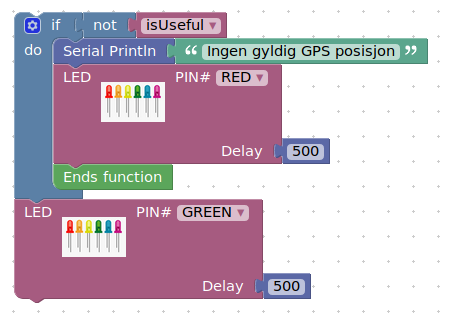 if not isUseful
do Serial Println “ Ingen gyldig GPS posisjon ”
LED PIN# RED
Delay 500
Ends function
LED PIN# GREEN
Delay 500